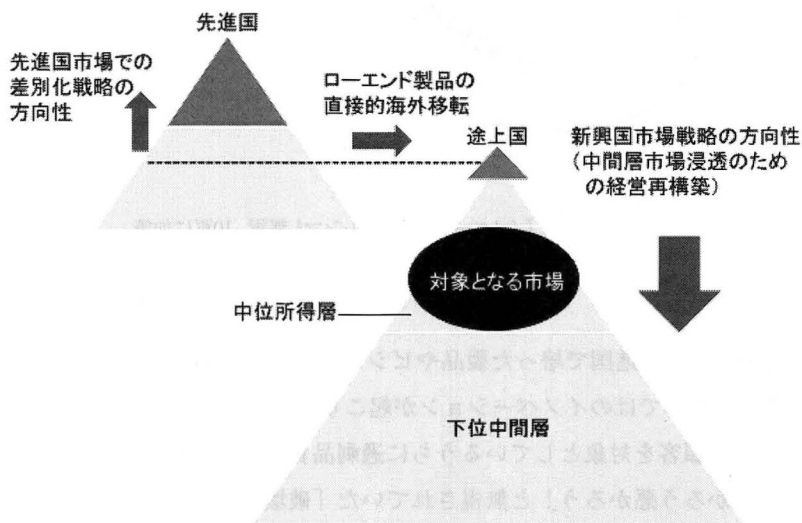 先進国
先進国市場での
差別化戦略の
方向性
ローエンド製品の
直接的海外移転
途上国
新興国市場戦略の方向性
（中間層市場浸透のため
の経営再構築）
対象となる市場
中位所得層
下位中間層